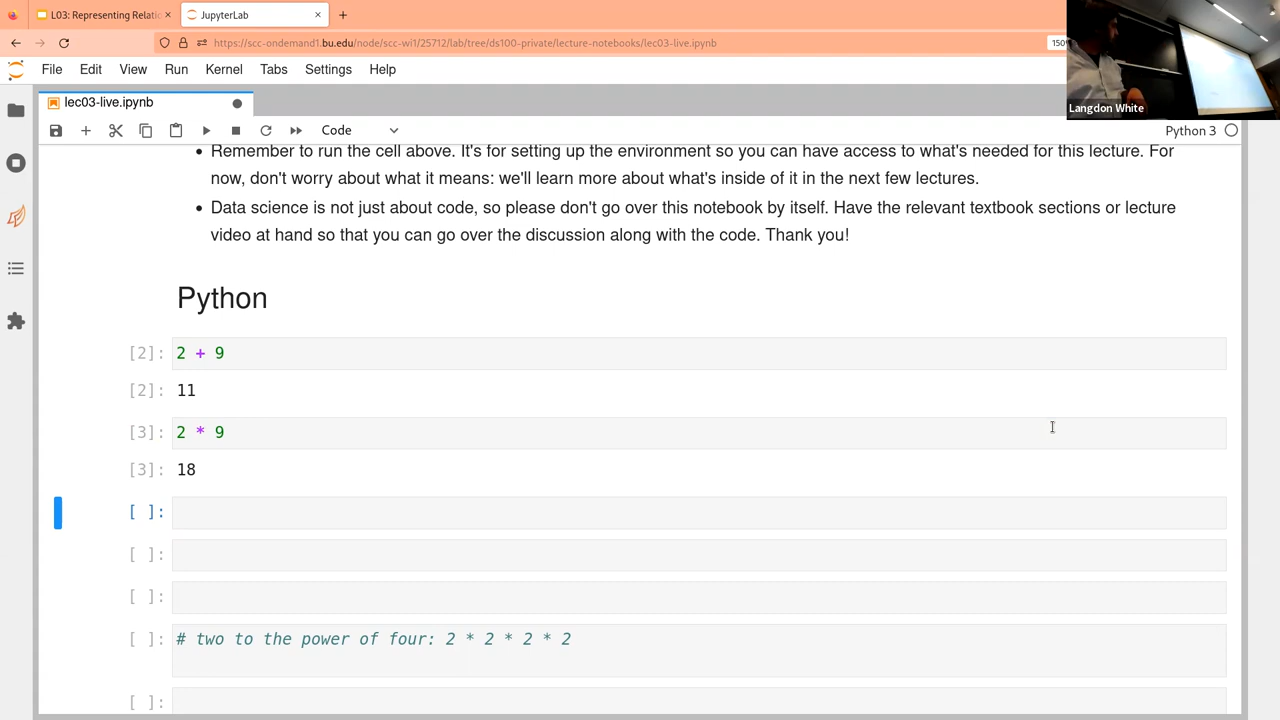 L03: Representing Relati
JupyterLab
https://scc-ondemand1.bu.edu/node/scc-wi1/25712/lab/tree/ds100-private/lecture-notebooks/lec03-live.ipynb
150
File Edit View Run Kernel Tabs Settings Help
Langdon White
lec03-live.ipynb
Code
Python 3
• Remember to run the cell above. It's for setting up the environment so you can have access to what's needed for this lecture. For
now, don't worry about what it means: we'll learn more about what's inside of it in the next few lectures.
• Data science is not just about code, so please don't go over this notebook by itself. Have the relevant textbook sections or lecture
video at hand so that you can go over the discussion along with the code. Thank you!
Python
[2]: 2 + 9
[2]: 11
[3]: 2 * 9
[3]: 18
[ ]:
[ ]:
[ ]:
[ ]: # two to the power of four: 2 * 2 * 2 * 2
[ ]: